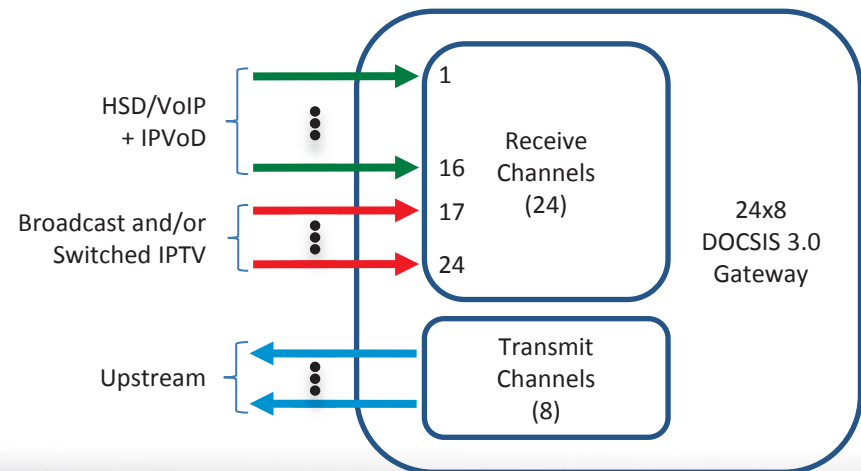 HSD/VoIP
+ IPVoD
Broadcast and/or
Switched IPTV
Upstream
1
16
17
24
Receive
Channels
(24)
Transmit
Channels
(8)
24x8
DOCSIS 3.0
Gateway